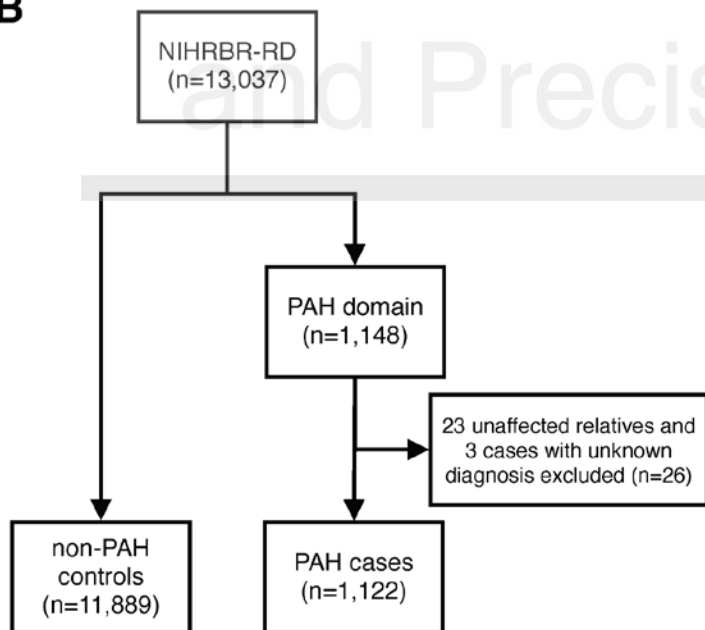 B
and Precis
NIHRBR-RD
(n=13,037)
PAH domain
(n=1,148)
23 unaffected relatives and
3 cases with unknown
diagnosis excluded (n=26)
non-PAH
controls
(n=11,889)
PAH cases
(n=1,122)